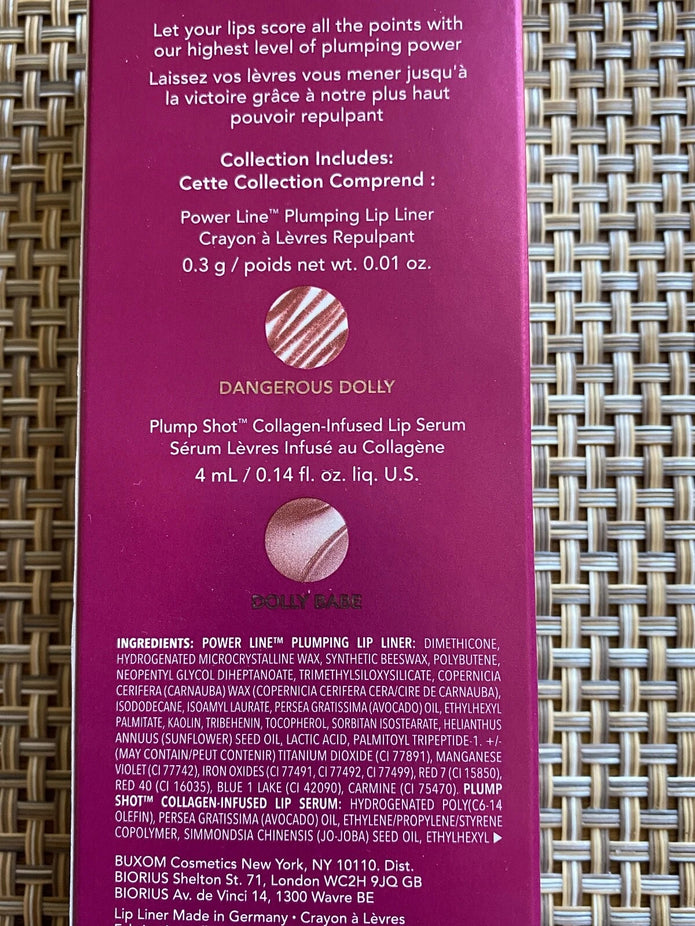 Let your lips score all the points with
our highest level of plumping power
Laissez vos lèvres vous mener jusqu'à
la victoire grâce à notre plus haut
pouvoir repulpant
Collection Includes:
Cette Collection Comprend :
Power Line™ Plumping Lip Liner
Crayon à Lèvres Repulpant
0.3 g / poids net wt. 0.01 oz.
DANGEROUS DOLLY
Plump Shot™ Collagen-Infused Lip Serum
Sérum Lèvres Infusé au Collagène
4 mL / 0.14 fl. oz. liq. U.S.
DOLLY BABE
INGREDIENTS: POWER LINE™ PLUMPING LIP LINER: DIMETHICONE,
HYDROGENATED MICROCRYSTALLINE WAX, SYNTHETIC BEESWAX, POLYBUTENE,
NEOPENTYL GLYCOL DIHEPTANOATE, TRIMETHYLSILOXYSILICATE, COPERNICIA
CERIFERA (CARNAUBA) WAX (COPERNICIA CERIFERA CERA/CIRE DE CARNAUBA),
ISODODECANE, ISOAMYL LAURATE, PERSEA GRATISSIMA (AVOCADO) OIL, ETHYLHEXYL
PALMITATE, KAOLIN, TRIBEHENIN, TOCOPHEROL, SORBITAN ISOSTEARATE, HELIANTHUS
ANNUUS (SUNFLOWER) SEED OIL, LACTIC ACID, PALMITOYL TRIPEPTIDE-1. +/-
(MAY CONTAIN/PEUT CONTENIR) TITANIUM DIOXIDE (CI 77891), MANGANESE
VIOLET (CI 77742), IRON OXIDES (CI 77491, CI 77492, CI 77499), RED 7 (CI 15850),
RED 40 (CI 16035), BLUE 1 LAKE (CI 42090), CARMINE (CI 75470). PLUMP
SHOT™ COLLAGEN-INFUSED LIP SERUM: HYDROGENATED POLY(C6-14
OLEFIN), PERSEA GRATISSIMA (AVOCADO) OIL, ETHYLENE/PROPYLENE/STYRENE
COPOLYMER, SIMMONDSIA CHINENSIS (JO-JOBA) SEED OIL, ETHYLHEXYL ▶
BUXOM Cosmetics New York, NY 10110. Dist.
BIORIUS Shelton St. 71, London WC2H 9JQ GB
BIORIUS Av. de Vinci 14, 1300 Wavre BE
Lip Liner Made in Germany • Crayon à Lèvres